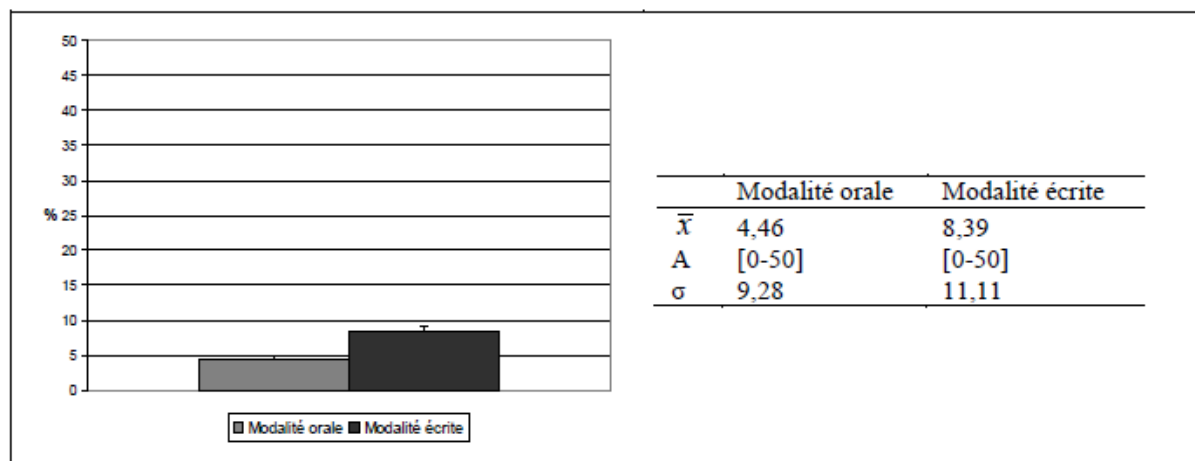 50
45
40
35
30
% 25
20
15
10
5
0
Modalité orale Modalité écrite
Modalité orale Modalité écrite
x̅ 4,46 8,39
A [0-50] [0-50]
σ 9,28 11,11